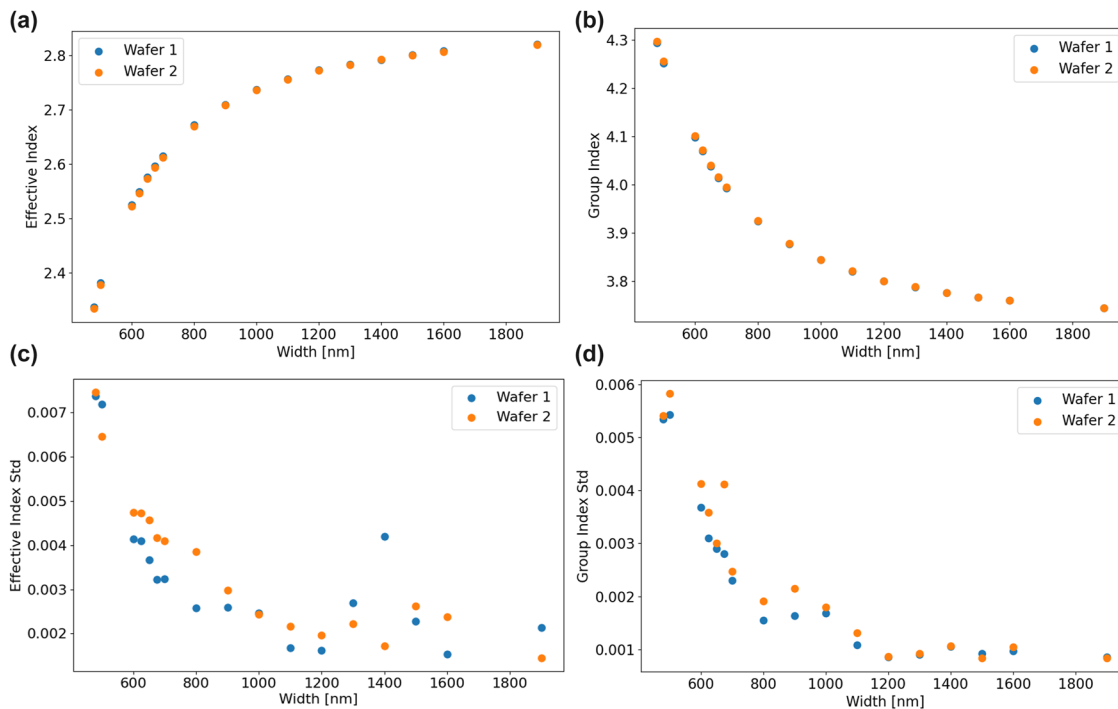 (a)
Wafer 1
Wafer 2
2.8
2.7
2.6
2.5
2.4
Effective Index
600 800 1000 1200 1400 1600 1800
Width [nm]
(b)
Wafer 1
Wafer 2
4.3
4.2
4.1
4.0
3.9
3.8
Group Index
600 800 1000 1200 1400 1600 1800
Width [nm]
(c)
Wafer 1
Wafer 2
0.007
0.006
0.005
0.004
0.003
0.002
Effective Index Std
600 800 1000 1200 1400 1600 1800
Width [nm]
(d)
Wafer 1
Wafer 2
0.006
0.005
0.004
0.003
0.002
0.001
Group Index Std
600 800 1000 1200 1400 1600 1800
Width [nm]